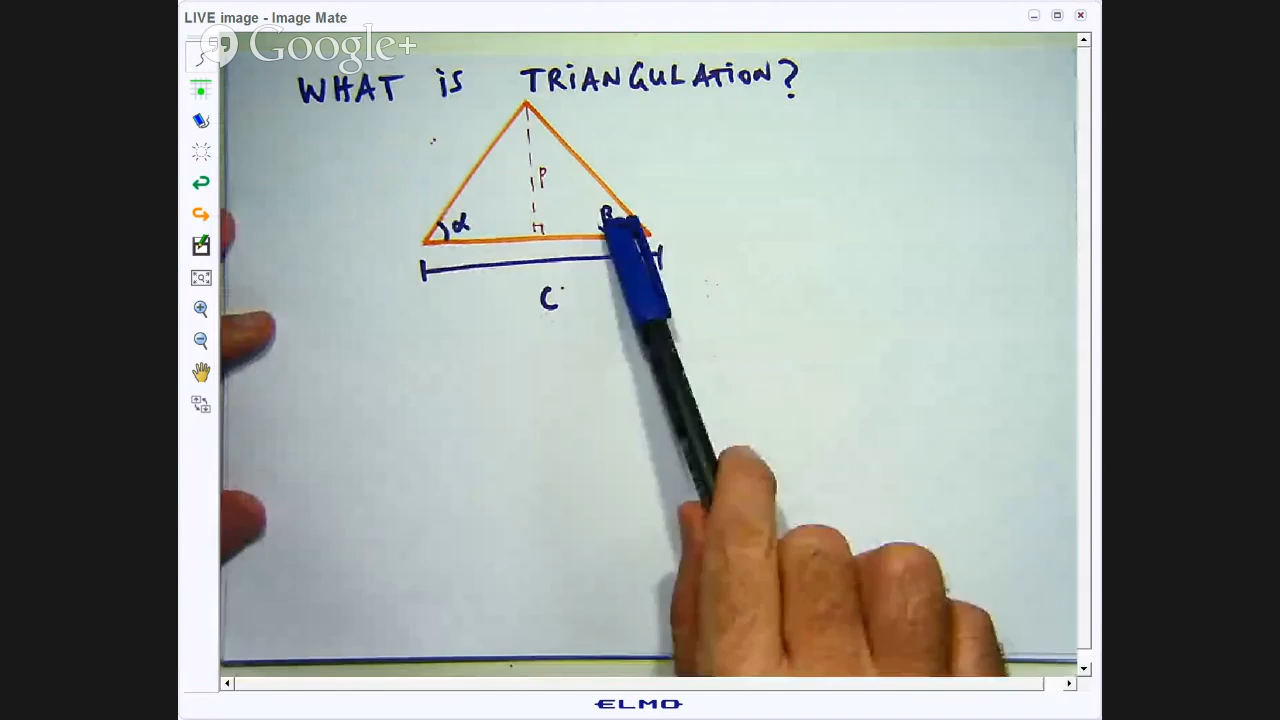 LIVE image - Image Mate
Google+
WHAT is TRiANGULATiON?
P
α
B
C
ELMO